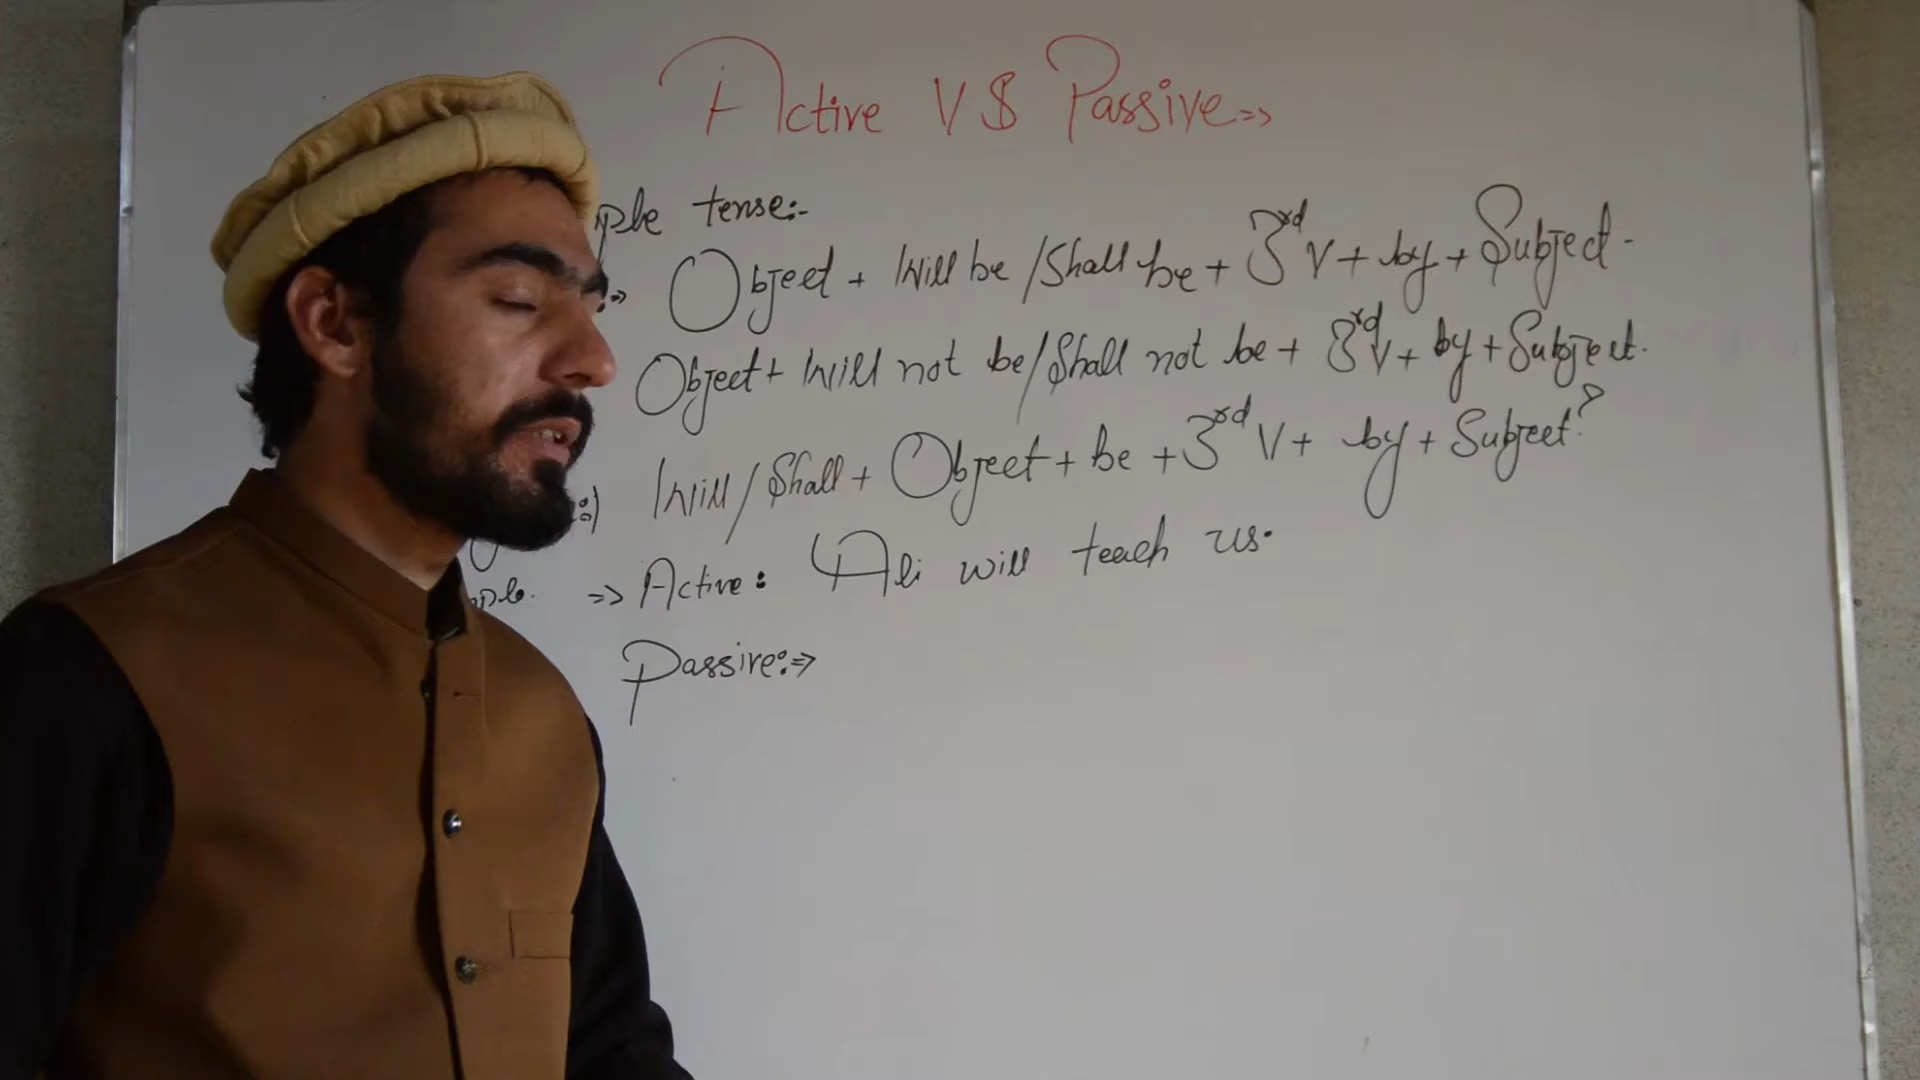 Active VS Passive=>
ple tense:-
:=> Object + Will be /Shall be + 3rd V + by + Subject.
Object + Will not be/Shall not be + 3rd V + by + Subject.
:) Will/Shall + Object + be + 3rd V + by + Subject?
=> Active: Ali will teach us.
Passive:=>